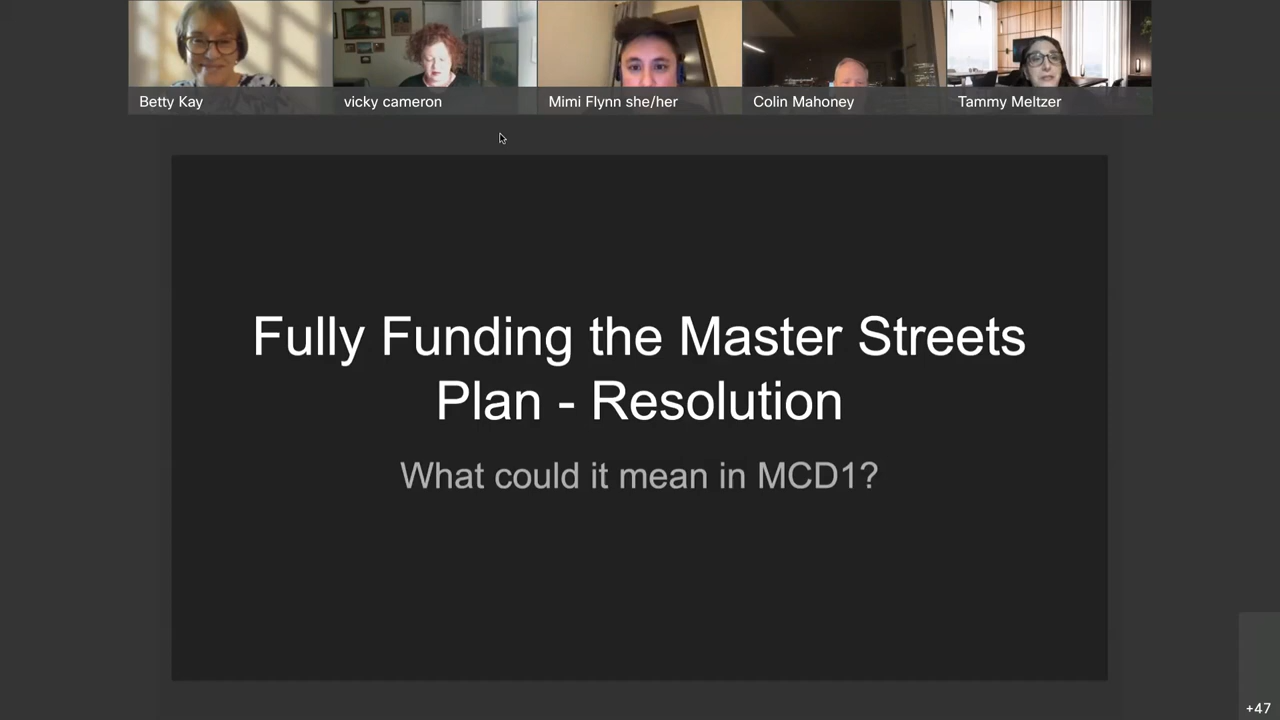 Betty Kay
vicky cameron
Mimi Flynn she/her
Colin Mahoney
Tammy Meltzer
Fully Funding the Master Streets
Plan - Resolution
What could it mean in MCD1?
+47